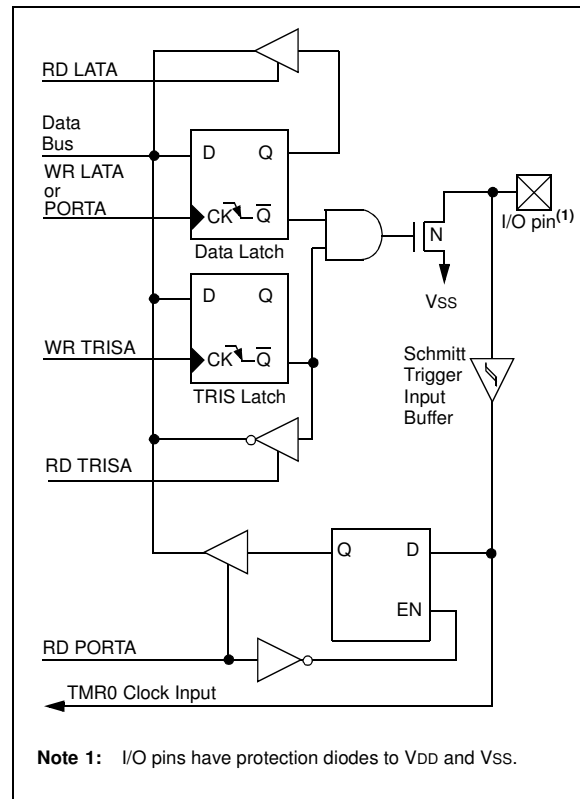 RD LATA
Data
Bus
WR LATA
or
PORTA
D Q
CK Q
Data Latch
I/O pin(1)
N
VSS
D Q
CK Q
WR TRISA
TRIS Latch
Schmitt
Trigger
Input
Buffer
RD TRISA
Q D
EN
RD PORTA
TMR0 Clock Input
Note 1: I/O pins have protection diodes to VDD and VSS.